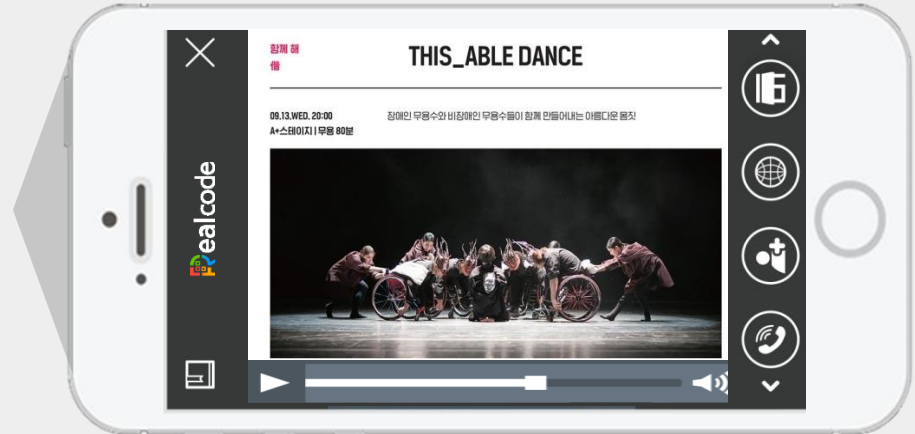 함께 해
偕
THIS_ABLE DANCE
09.13.WED. 20:00
A+스테이지 | 무용 80분
장애인 무용수와 비장애인 무용수들이 함께 만들어내는 아름다운 몸짓
Realcode